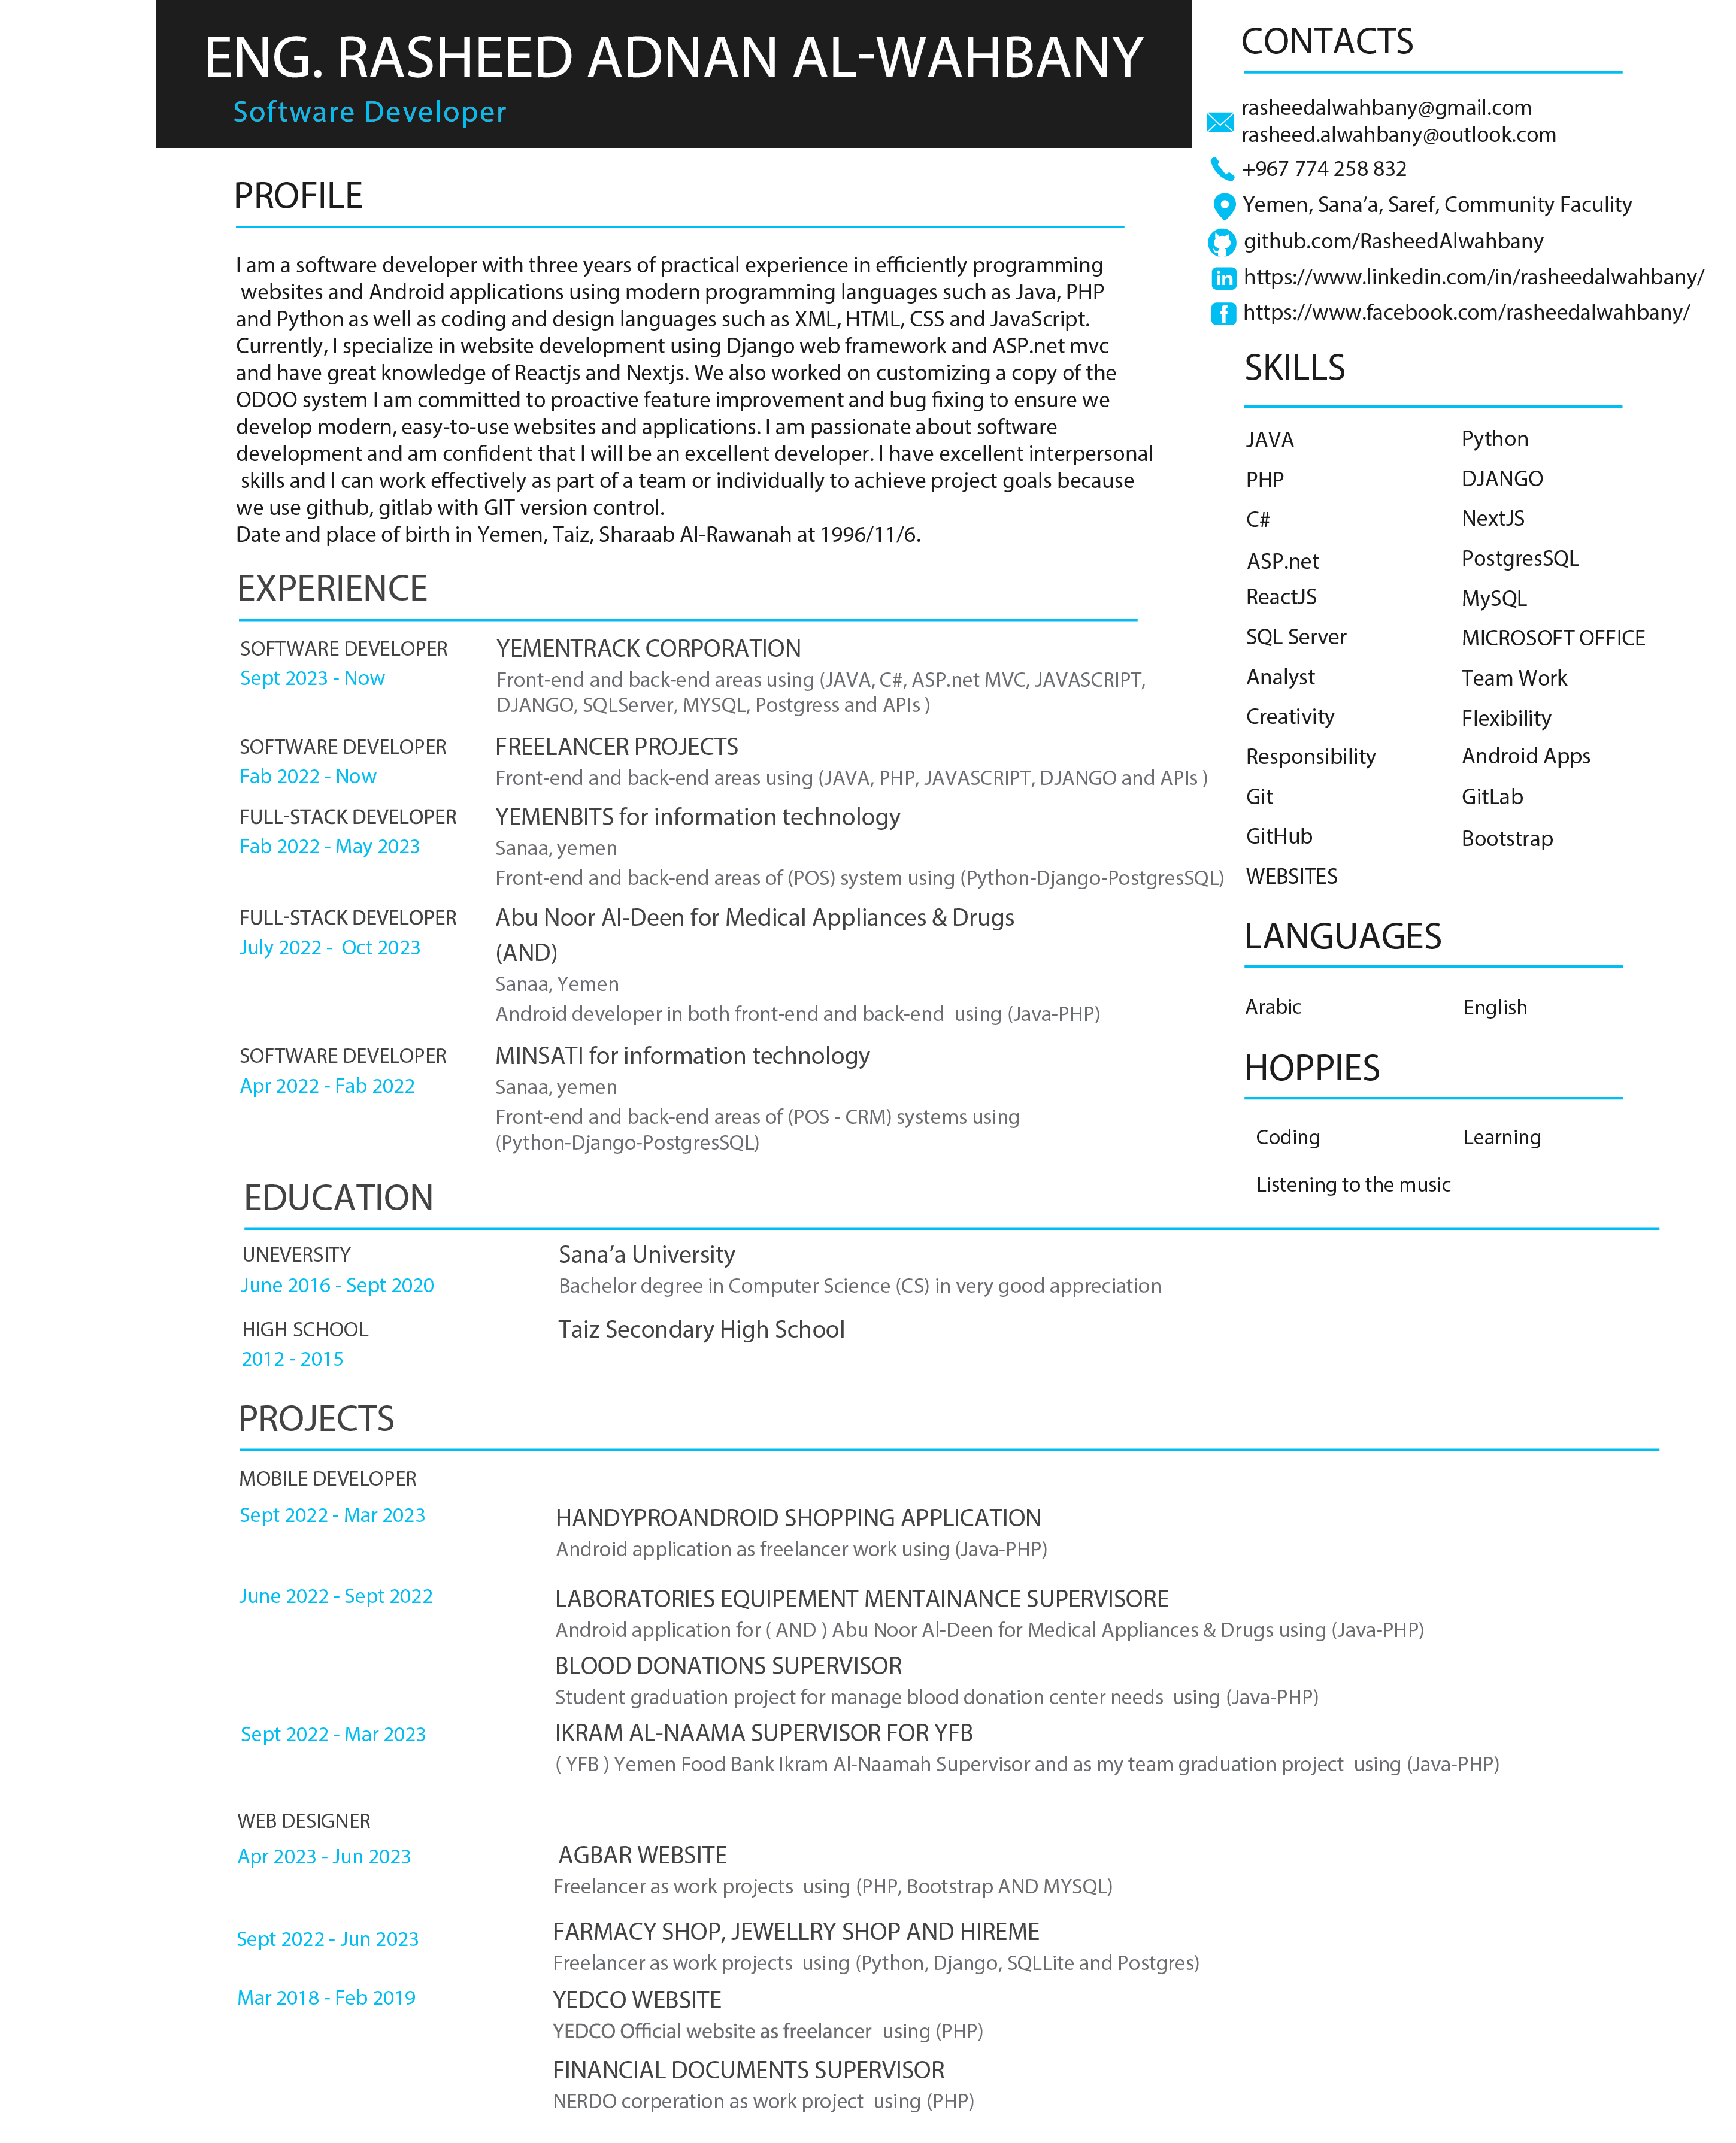 ENG. RASHEED ADNAN AL-WAHBANY
Software Developer
PROFILE
I am a software developer with three years of practical experience in efficiently programming
websites and Android applications using modern programming languages such as Java, PHP
and Python as well as coding and design languages such as XML, HTML, CSS and JavaScript.
Currently, I specialize in website development using Django web framework and ASP.net mvc
and have great knowledge of Reactjs and Nextjs. We also worked on customizing a copy of the
ODOO system I am committed to proactive feature improvement and bug fixing to ensure we
develop modern, easy-to-use websites and applications. I am passionate about software
development and am confident that I will be an excellent developer. I have excellent interpersonal
skills and I can work effectively as part of a team or individually to achieve project goals because
we use github, gitlab with GIT version control.
Date and place of birth in Yemen, Taiz, Sharaab Al-Rawanah at 1996/11/6.
EXPERIENCE
SOFTWARE DEVELOPER
Sept 2023 - Now
YEMENTRACK CORPORATION
Front-end and back-end areas using (JAVA, C#, ASP.net MVC, JAVASCRIPT,
DJANGO, SQLServer, MYSQL, Postgress and APIs )
SOFTWARE DEVELOPER
Fab 2022 - Now
FREELANCER PROJECTS
Front-end and back-end areas using (JAVA, PHP, JAVASCRIPT, DJANGO and APIs )
FULL-STACK DEVELOPER
Fab 2022 - May 2023
YEMENBITS for information technology
Sanaa, yemen
Front-end and back-end areas of (POS) system using (Python-Django-PostgresSQL)
FULL-STACK DEVELOPER
July 2022 - Oct 2023
Abu Noor Al-Deen for Medical Appliances & Drugs
(AND)
Sanaa, Yemen
Android developer in both front-end and back-end using (Java-PHP)
SOFTWARE DEVELOPER
Apr 2022 - Fab 2022
MINSATI for information technology
Sanaa, yemen
Front-end and back-end areas of (POS - CRM) systems using
(Python-Django-PostgresSQL)
CONTACTS
rasheedalwahbany@gmail.com
rasheed.alwahbany@outlook.com
+967 774 258 832
Yemen, Sana’a, Saref, Community Faculity
github.com/RasheedAlwahbany
https://www.linkedin.com/in/rasheedalwahbany/
https://www.facebook.com/rasheedalwahbany/
SKILLS
JAVA Python
PHP DJANGO
C# NextJS
ASP.net PostgresSQL
ReactJS MySQL
SQL Server MICROSOFT OFFICE
Analyst Team Work
Creativity Flexibility
Responsibility Android Apps
Git GitLab
GitHub Bootstrap
WEBSITES
LANGUAGES
Arabic English
HOPPIES
Coding Learning
Listening to the music
EDUCATION
UNEVERSITY
June 2016 - Sept 2020
Sana’a University
Bachelor degree in Computer Science (CS) in very good appreciation
HIGH SCHOOL
2012 - 2015
Taiz Secondary High School
PROJECTS
MOBILE DEVELOPER
Sept 2022 - Mar 2023
HANDYPROANDROID SHOPPING APPLICATION
Android application as freelancer work using (Java-PHP)
June 2022 - Sept 2022
LABORATORIES EQUIPEMENT MENTAINANCE SUPERVISORE
Android application for ( AND ) Abu Noor Al-Deen for Medical Appliances & Drugs using (Java-PHP)
BLOOD DONATIONS SUPERVISOR
Student graduation project for manage blood donation center needs using (Java-PHP)
Sept 2022 - Mar 2023
IKRAM AL-NAAMA SUPERVISOR FOR YFB
( YFB ) Yemen Food Bank Ikram Al-Naamah Supervisor and as my team graduation project using (Java-PHP)
WEB DESIGNER
Apr 2023 - Jun 2023
AGBAR WEBSITE
Freelancer as work projects using (PHP, Bootstrap AND MYSQL)
Sept 2022 - Jun 2023
FARMACY SHOP, JEWELLRY SHOP AND HIREME
Freelancer as work projects using (Python, Django, SQLLite and Postgres)
Mar 2018 - Feb 2019
YEDCO WEBSITE
YEDCO Official website as freelancer using (PHP)
FINANCIAL DOCUMENTS SUPERVISOR
NERDO corperation as work project using (PHP)